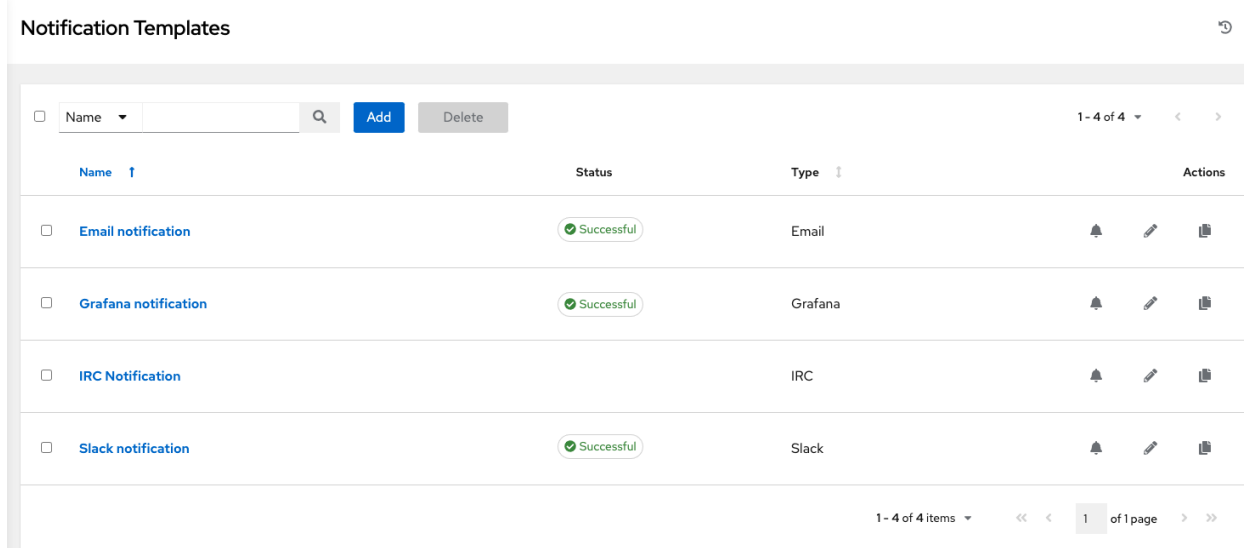 Notification Templates
Name Add Delete 1 - 4 of 4
Name Status Type Actions
Email notification Successful Email
Grafana notification Successful Grafana
IRC Notification IRC
Slack notification Successful Slack
1 - 4 of 4 items 1 of 1 page